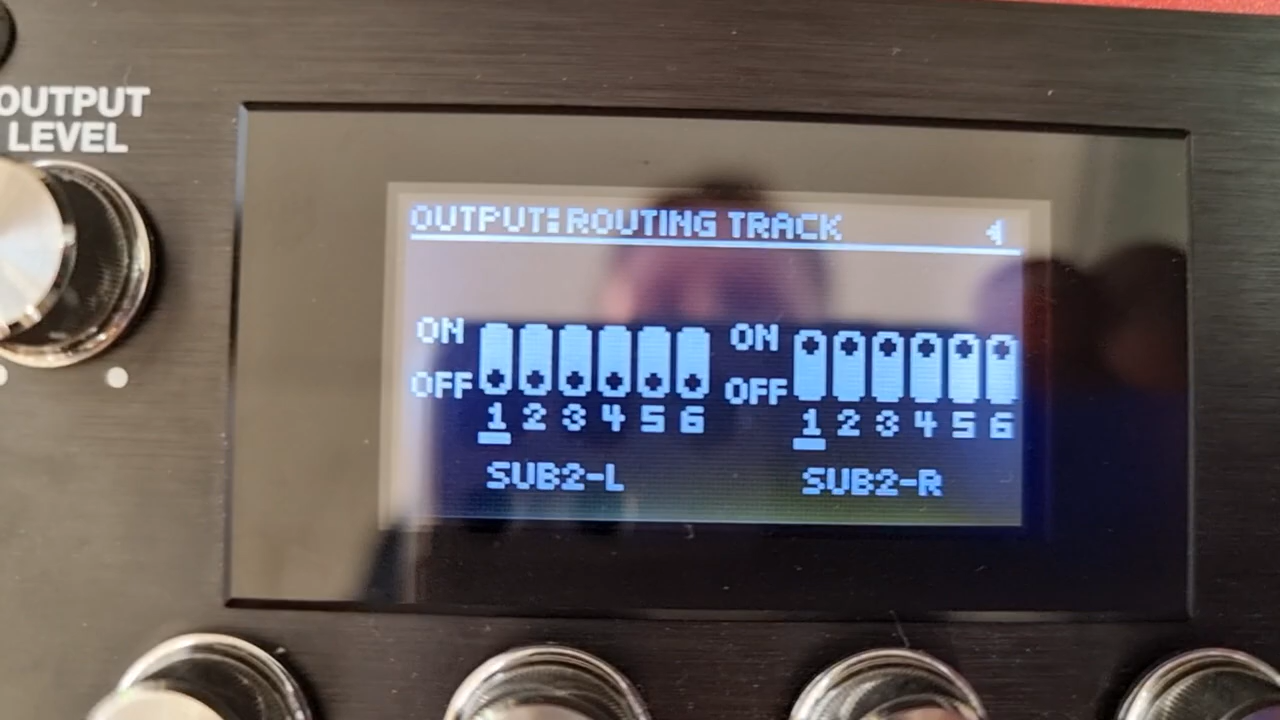 OUTPUT
LEVEL
OUTPUT: ROUTING TRACK
ON
OFF
1 2 3 4 5 6
SUB2-L
ON
OFF
1 2 3 4 5 6
SUB2-R